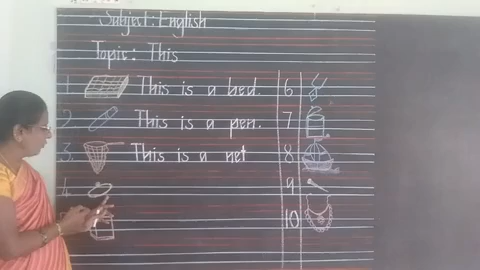 Subject: English
Topic: This
1. This is a bed. 6
2. This is a pen. 7
3. This is a net 8
4. 9
10